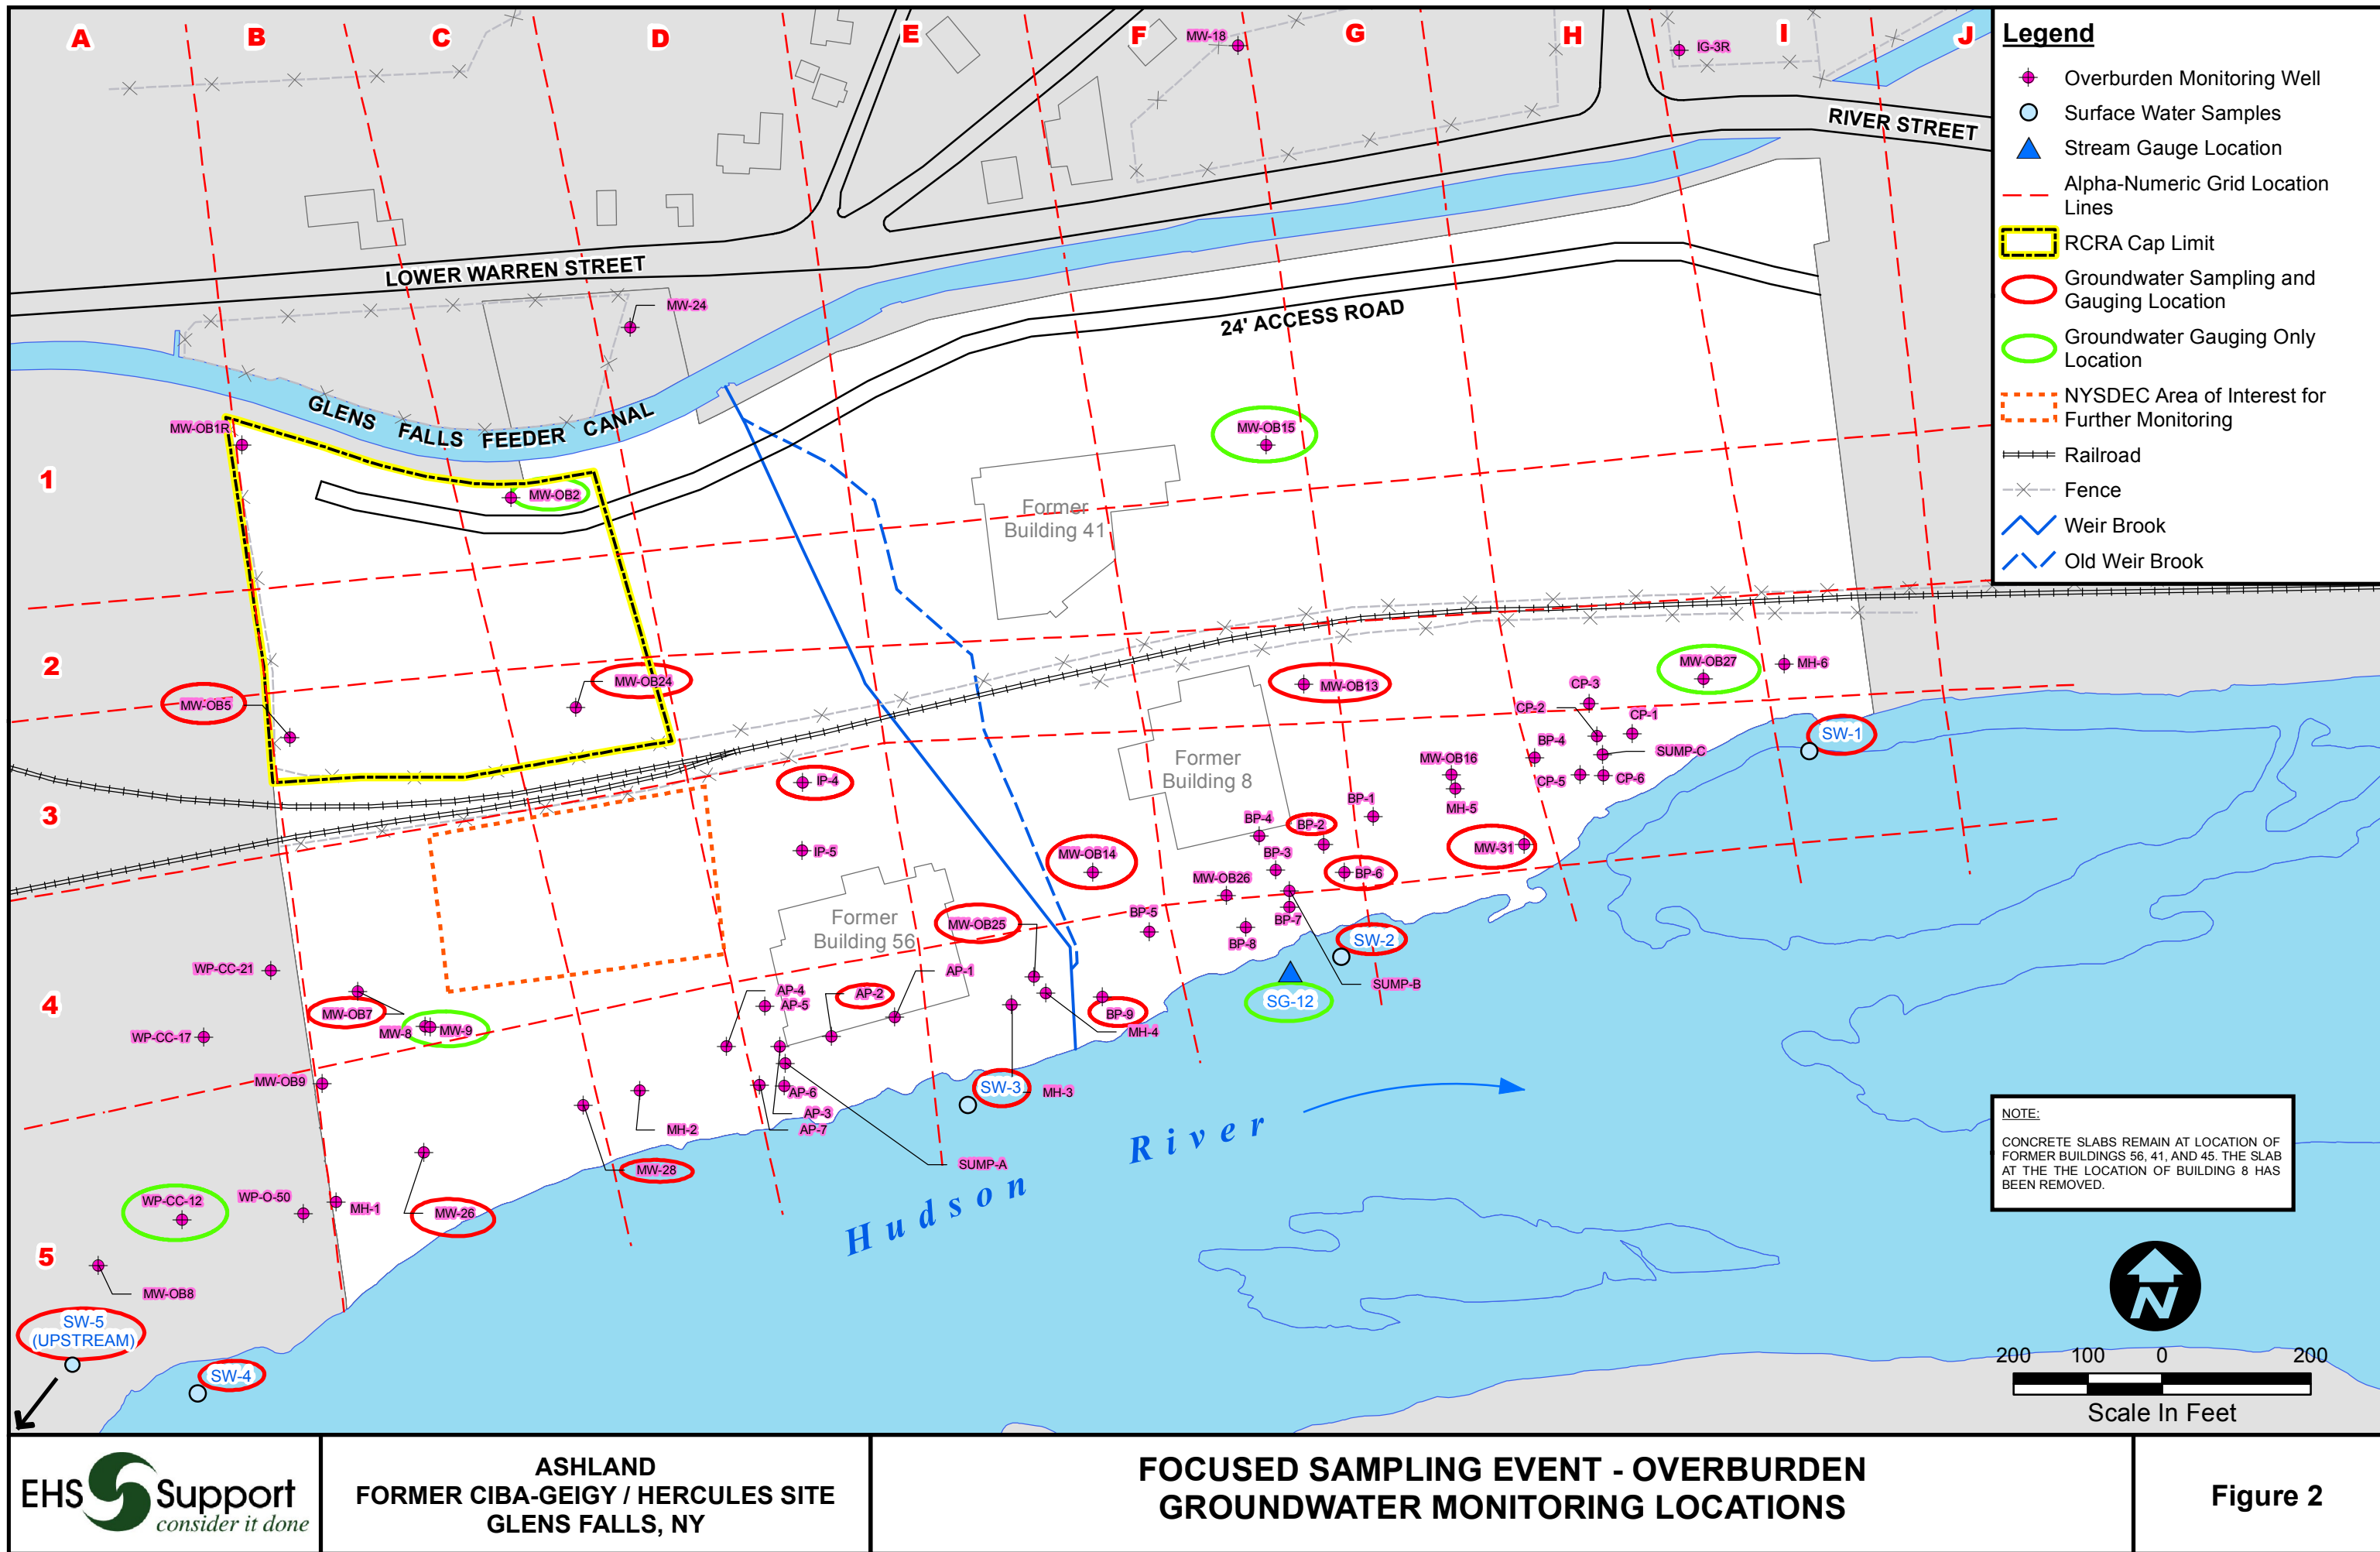 A
B
C
D
E
F
G
H
I
J
MW-18
IG-3R
RIVER STREET
LOWER WARREN STREET
MW-24
24' ACCESS ROAD
GLENS FALLS FEEDER CANAL
MW-OB1R
MW-OB15
1
MW-OB2
Former
Building 41
2
MW-OB24
MW-OB5
MW-OB13
MW-OB27
MH-6
CP-3
CP-2
CP-1
BP-4
SUMP-C
SW-1
MW-OB16
CP-5
CP-6
MH-5
Former
Building 8
IP-4
3
BP-1
BP-4
BP-2
IP-5
MW-OB14
BP-3
MW-31
BP-6
MW-OB26
BP-5
BP-7
BP-8
Former
Building 56
MW-OB25
SW-2
WP-CC-21
AP-1
SUMP-B
4
AP-4
AP-5
AP-2
SG-12
MW-OB7
BP-9
MW-8
MW-9
MH-4
WP-CC-17
MW-OB9
SW-3
MH-3
AP-6
AP-3
AP-7
MH-2
SUMP-A
MW-28
Hudson River
WP-CC-12
WP-O-50
MH-1
MW-26
5
MW-OB8
SW-5
(UPSTREAM)
SW-4
Legend
Overburden Monitoring Well
Surface Water Samples
Stream Gauge Location
Alpha-Numeric Grid Location
Lines
RCRA Cap Limit
Groundwater Sampling and
Gauging Location
Groundwater Gauging Only
Location
NYSDEC Area of Interest for
Further Monitoring
Railroad
Fence
Weir Brook
Old Weir Brook
NOTE:
CONCRETE SLABS REMAIN AT LOCATION OF
FORMER BUILDINGS 56, 41, AND 45. THE SLAB
AT THE THE LOCATION OF BUILDING 8 HAS
BEEN REMOVED.
N
200 100 0 200
Scale In Feet
EHS Support
consider it done
ASHLAND
FORMER CIBA-GEIGY / HERCULES SITE
GLENS FALLS, NY
FOCUSED SAMPLING EVENT - OVERBURDEN
GROUNDWATER MONITORING LOCATIONS
Figure 2